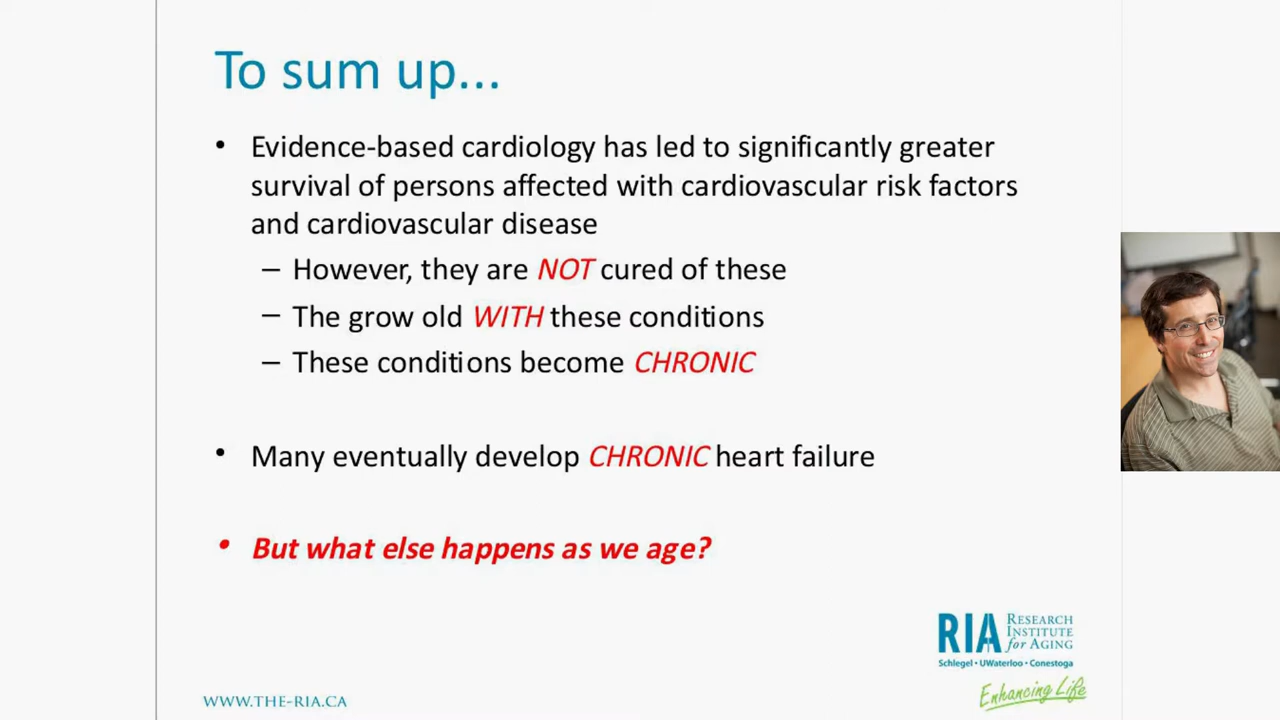 To sum up...
• Evidence-based cardiology has led to significantly greater
survival of persons affected with cardiovascular risk factors
and cardiovascular disease
– However, they are NOT cured of these
– The grow old WITH these conditions
– These conditions become CHRONIC
• Many eventually develop CHRONIC heart failure
• But what else happens as we age?
RIA RESEARCH
INSTITUTE
for AGING
Schlegel • UWaterloo • Conestoga
Enhancing Life
WWW.THE-RIA.CA